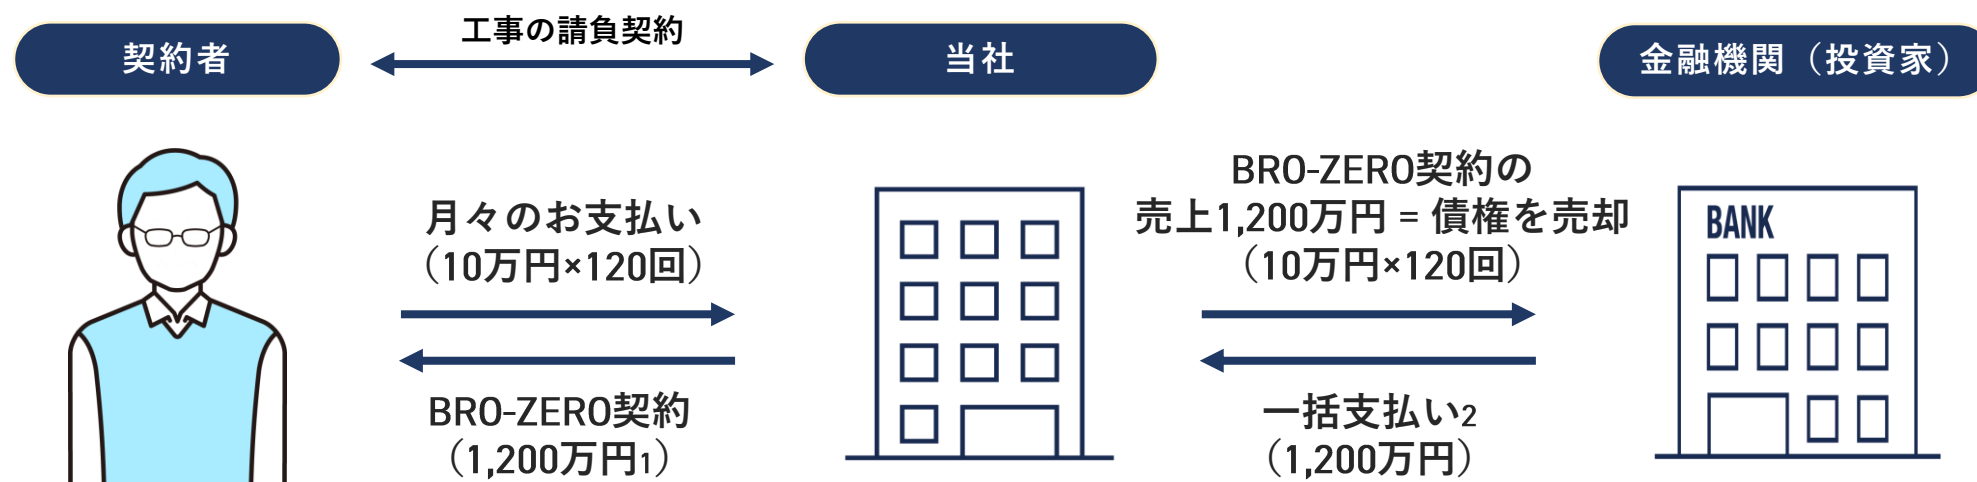 契約者
工事の請負契約
当社
金融機関（投資家）
月々のお支払い
（10万円×120回）
BRO-ZERO契約
（1,200万円1）
BRO-ZERO契約の
売上1,200万円 = 債権を売却
（10万円×120回）
一括支払い2
（1,200万円）
BANK